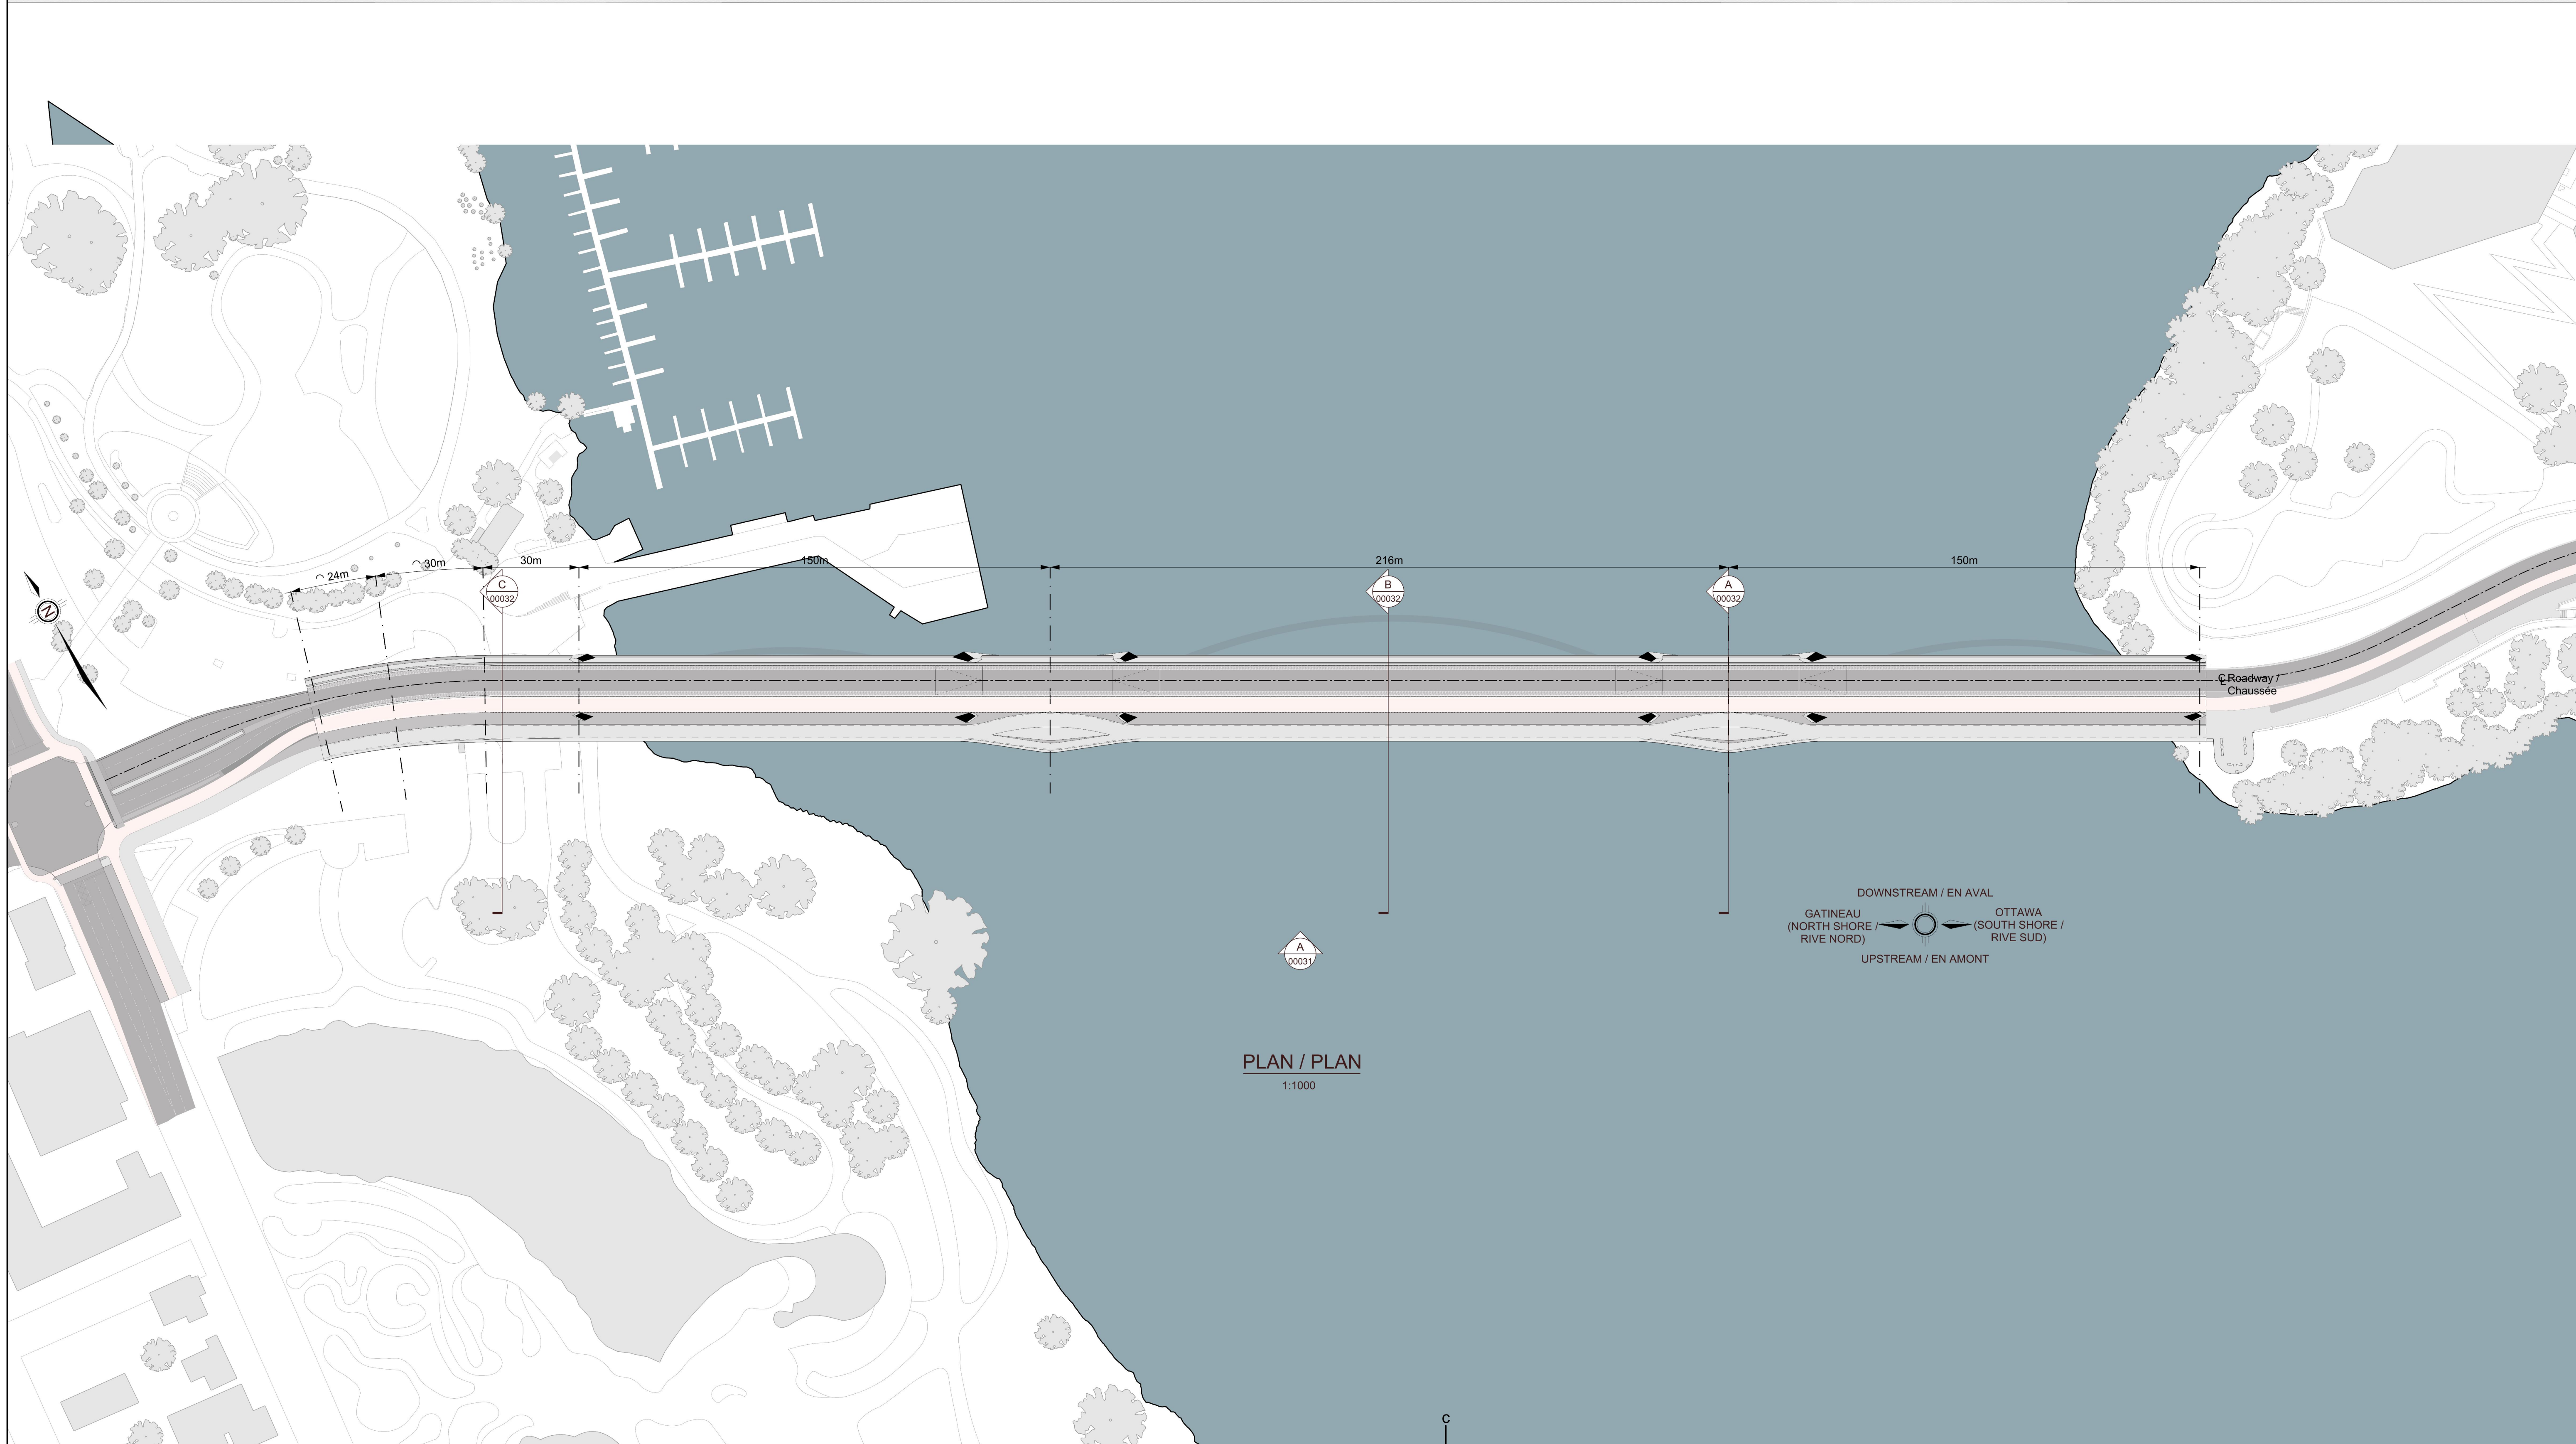 24m
30m
30m
150m
216m
150m
C
00032
B
00032
A
00032
N
℄ Roadway /
Chaussée
DOWNSTREAM / EN AVAL
GATINEAU
(NORTH SHORE /
RIVE NORD)
OTTAWA
(SOUTH SHORE /
RIVE SUD)
UPSTREAM / EN AMONT
A
00031
PLAN / PLAN
1:1000
C